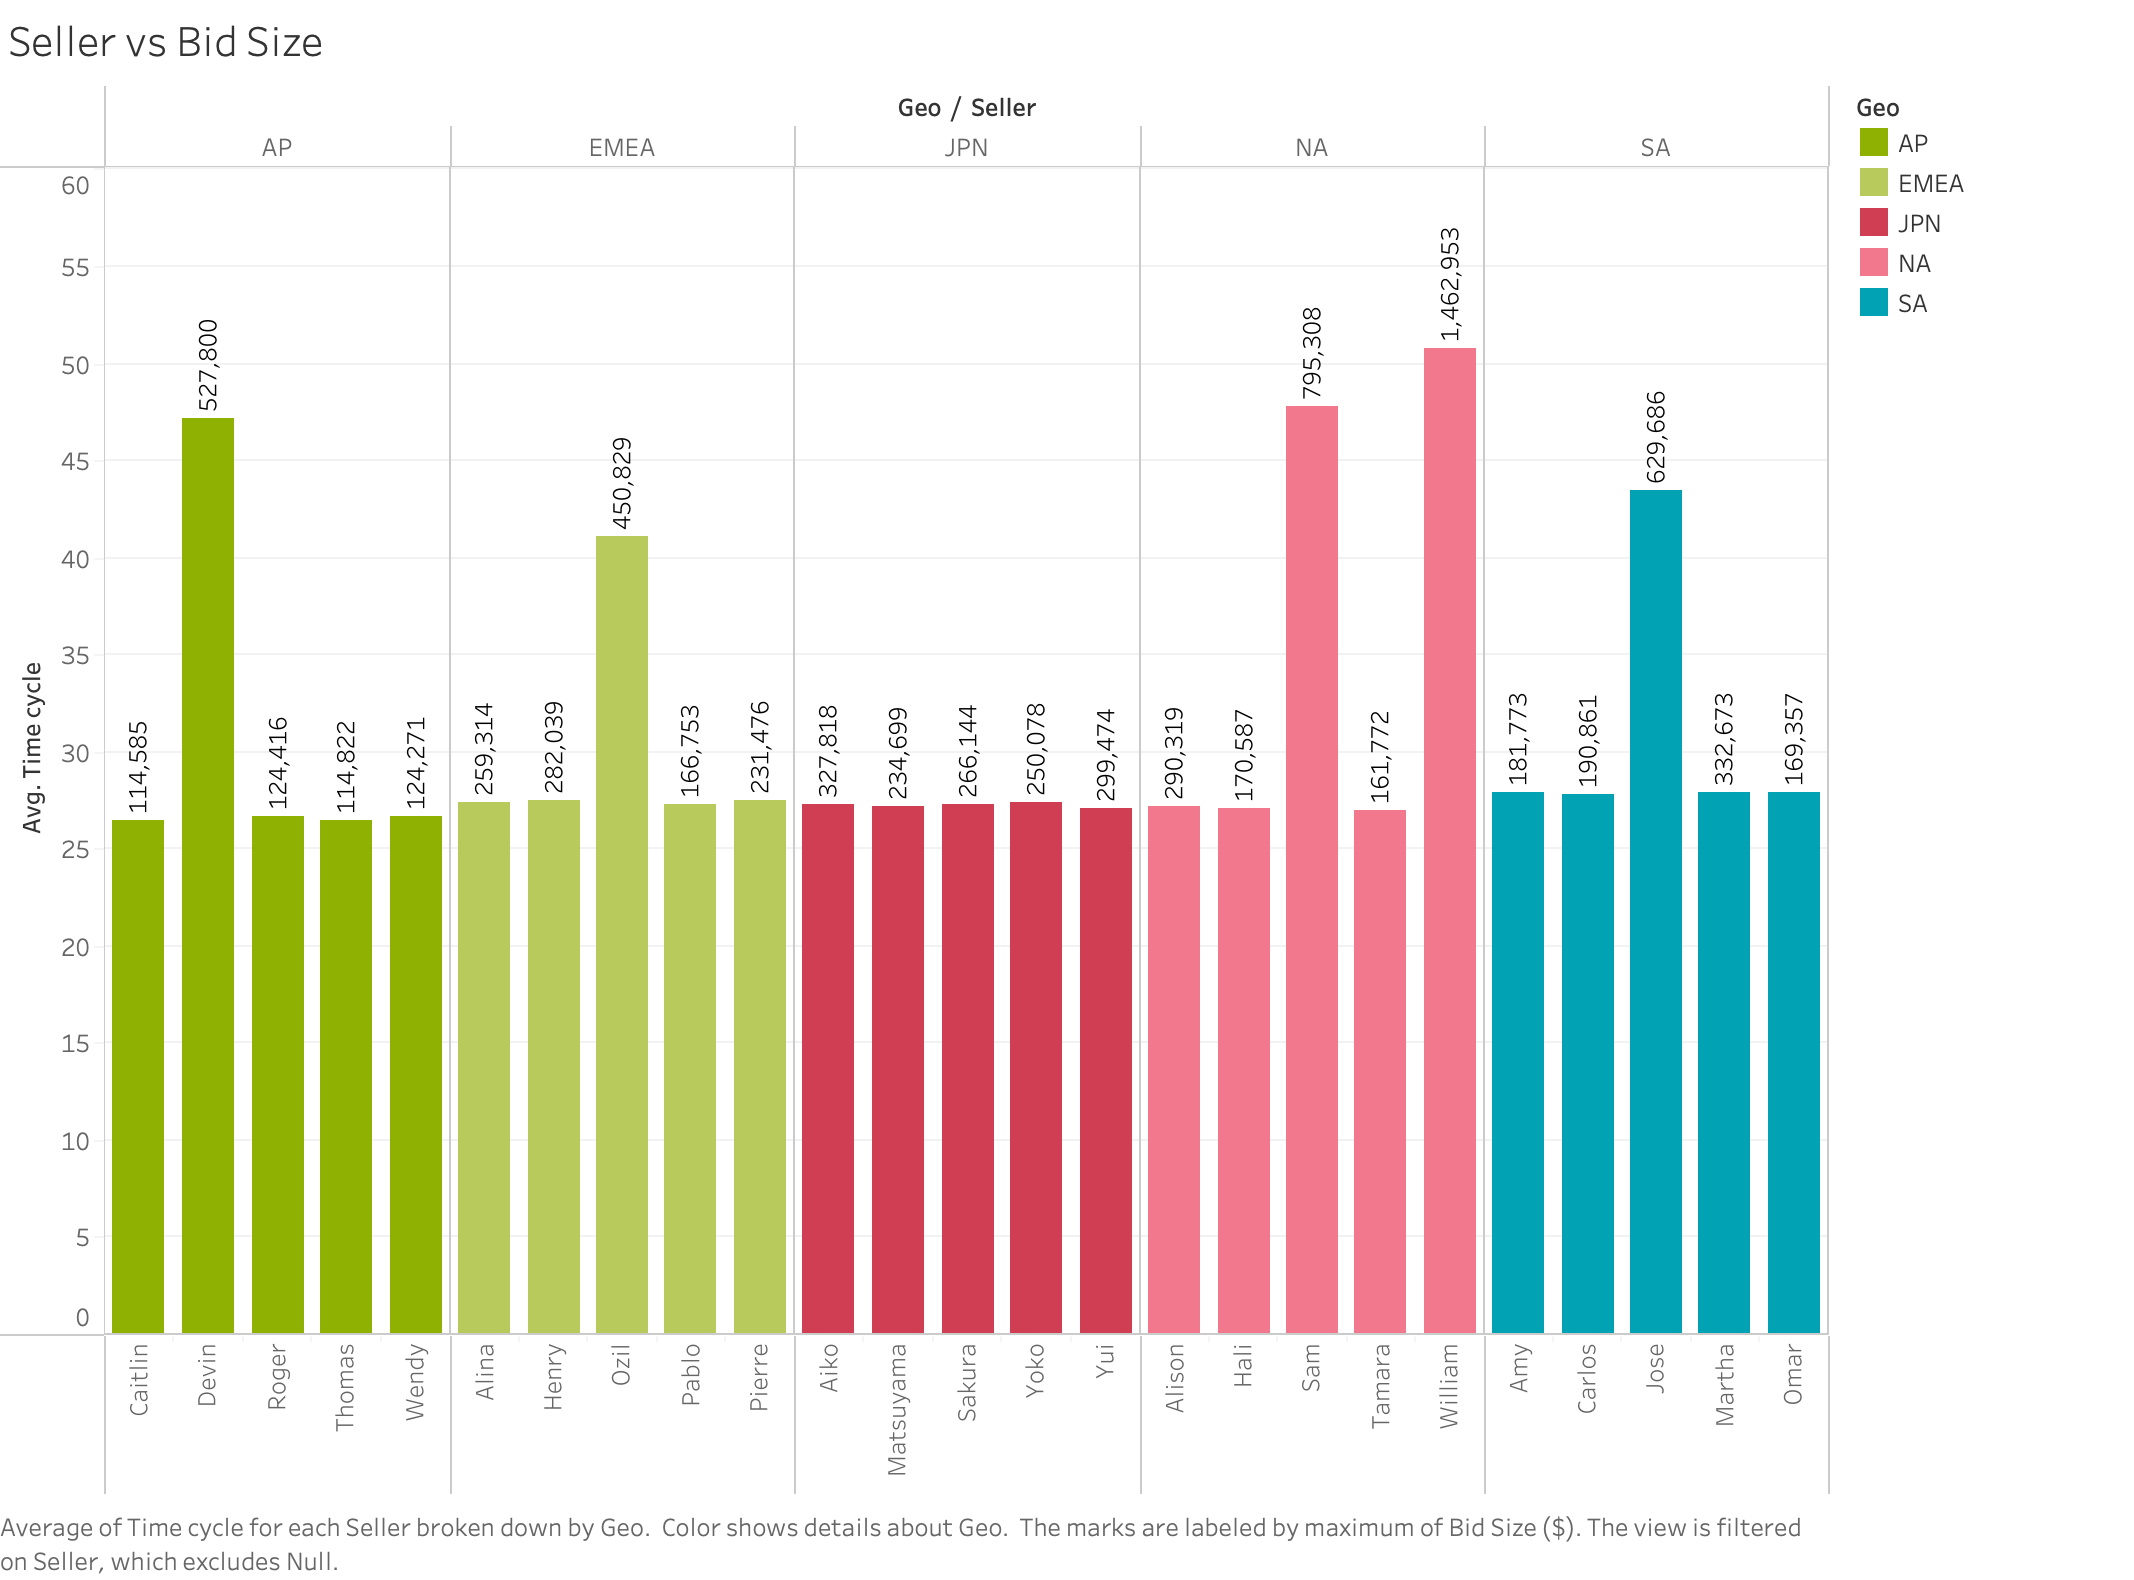 Seller vs Bid Size
Geo / Seller
AP
EMEA
JPN
NA
SA
Geo
AP
EMEA
JPN
NA
SA
60
55
50
45
40
35
30
25
20
15
10
5
0
Avg. Time cycle
114,585
527,800
124,416
114,822
124,271
259,314
282,039
450,829
166,753
231,476
327,818
234,699
266,144
250,078
299,474
290,319
170,587
795,308
161,772
1,462,953
181,773
190,861
629,686
332,673
169,357
Caitlin
Devin
Roger
Thomas
Wendy
Alina
Henry
Ozil
Pablo
Pierre
Aiko
Matsuyama
Sakura
Yoko
Yui
Alison
Hali
Sam
Tamara
William
Amy
Carlos
Jose
Martha
Omar
Average of Time cycle for each Seller broken down by Geo.  Color shows details about Geo.  The marks are labeled by maximum of Bid Size ($). The view is filtered
on Seller, which excludes Null.